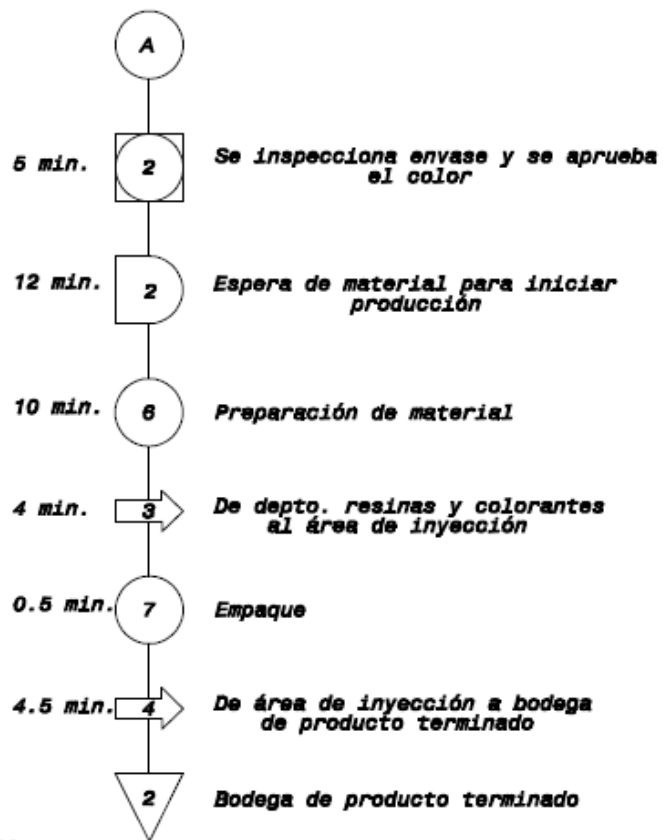 A
5 min. 2 Se inspecciona envase y se aprueba
el color
12 min. 2 Espera de material para iniciar
producción
10 min. 6 Preparación de material
4 min. 3 De depto. resinas y colorantes
al área de inyección
0.5 min. 7 Empaque
4.5 min. 4 De área de inyección a bodega
de producto terminado
2 Bodega de producto terminado